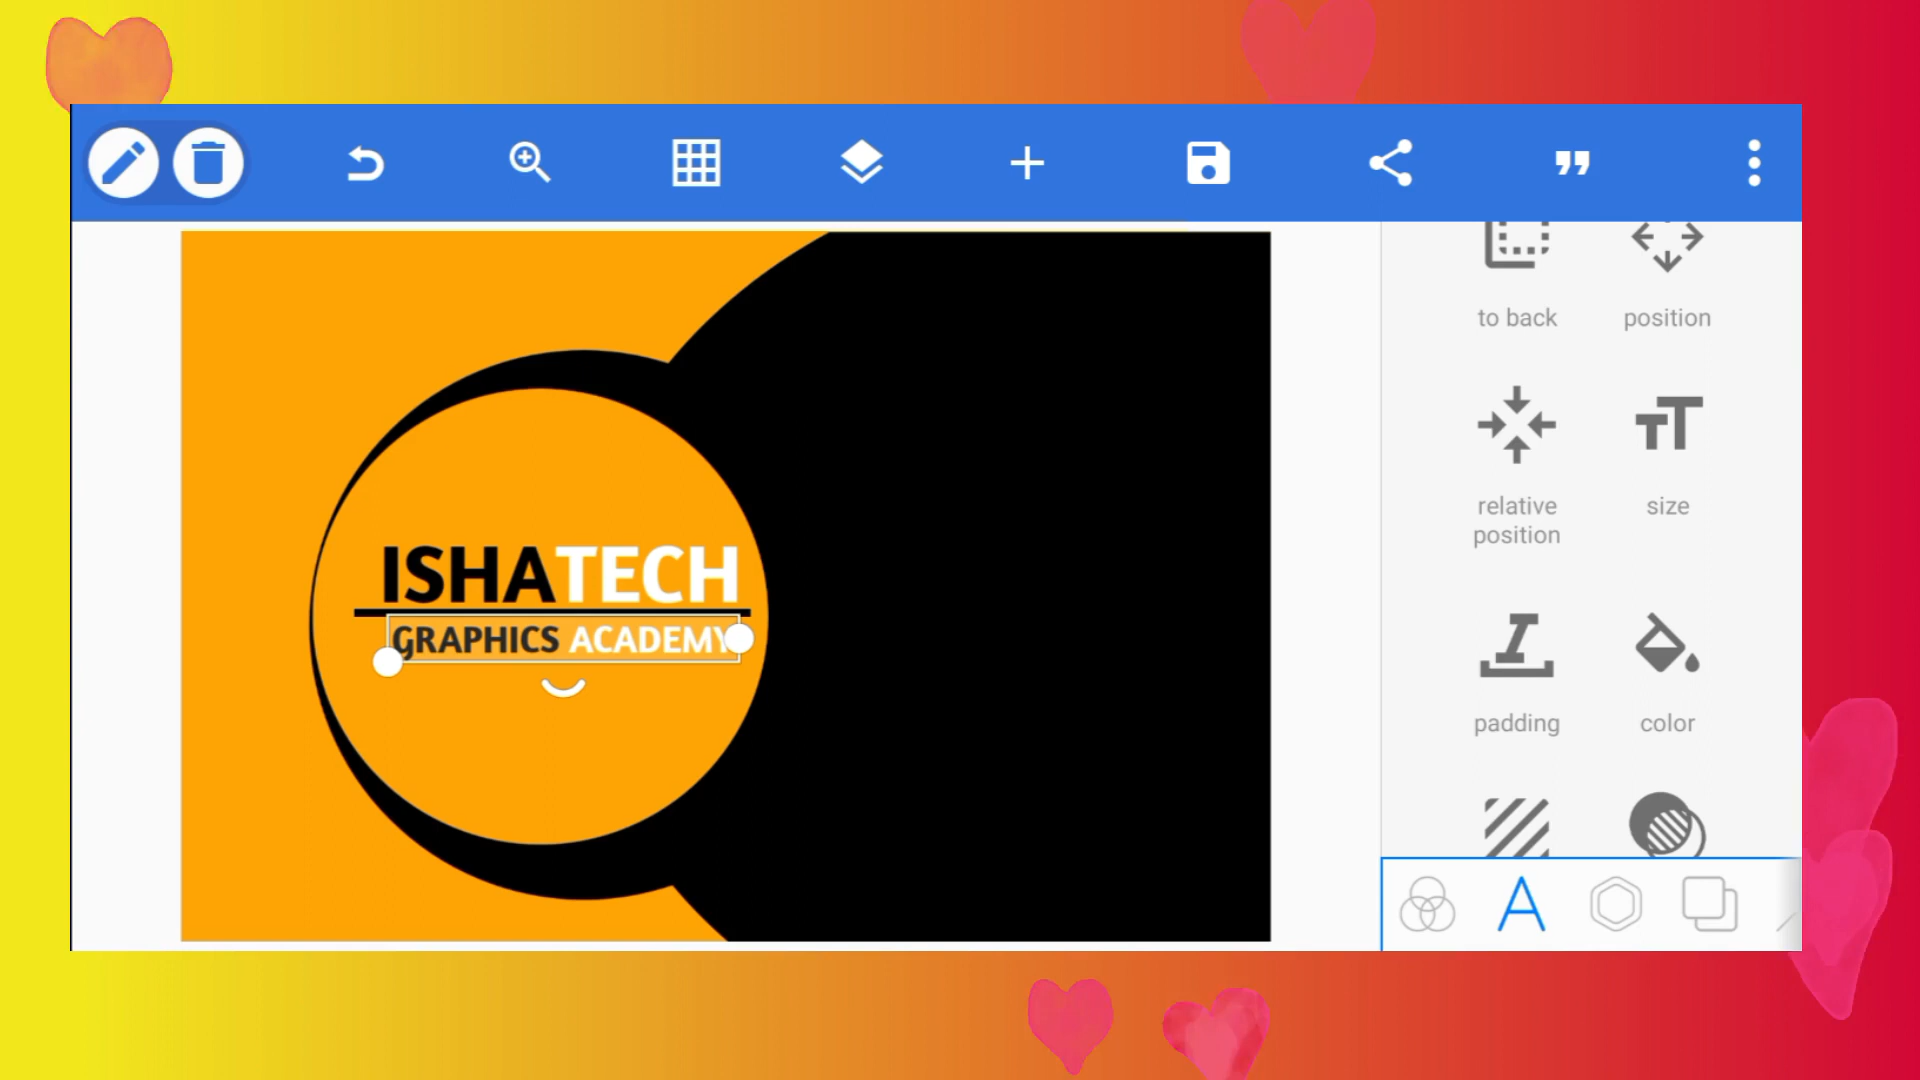 to back
position
ISHATECH
GRAPHICS ACADEMY
relative
position
size
padding
color